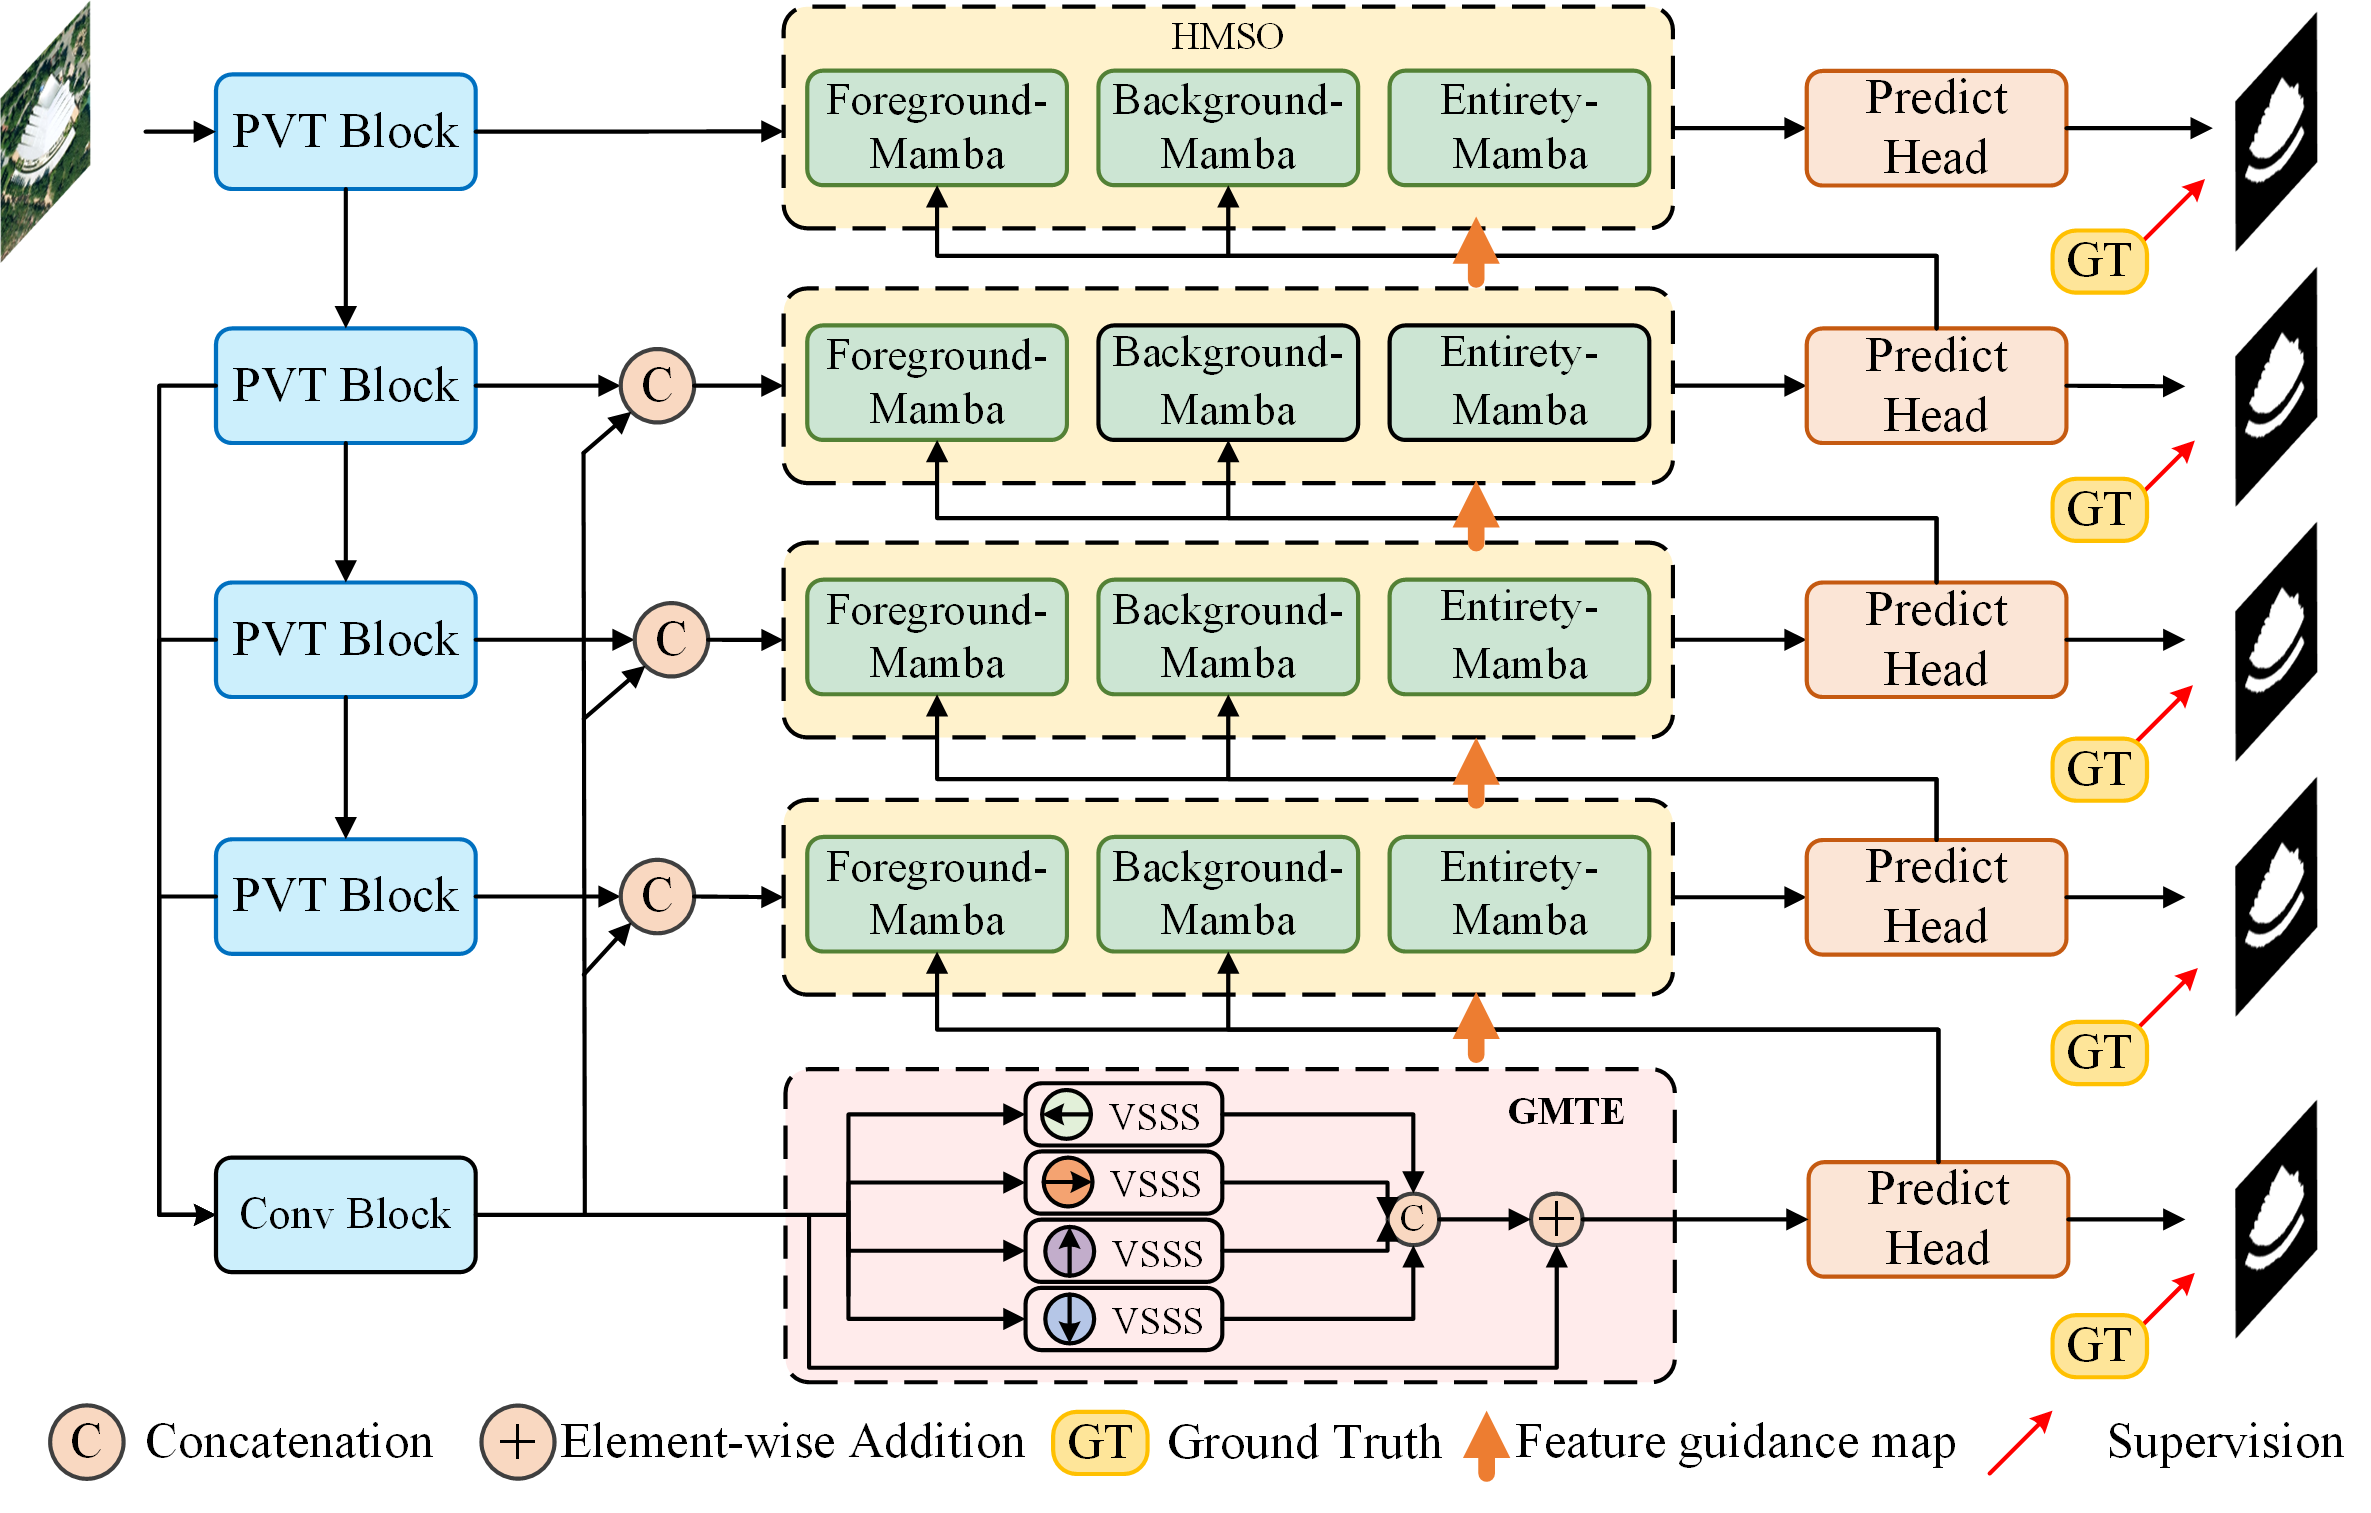 HMSO
PVT Block
Foreground-
Mamba
Background-
Mamba
Entirety-
Mamba
Predict
Head
GT
PVT Block
C
Foreground-
Mamba
Background-
Mamba
Entirety-
Mamba
Predict
Head
GT
PVT Block
C
Foreground-
Mamba
Background-
Mamba
Entirety-
Mamba
Predict
Head
GT
PVT Block
C
Foreground-
Mamba
Background-
Mamba
Entirety-
Mamba
Predict
Head
GT
GMTE
Conv Block
VSSS
VSSS
VSSS
VSSS
C
Predict
Head
GT
C Concatenation
Element-wise Addition
GT Ground Truth
Feature guidance map
Supervision